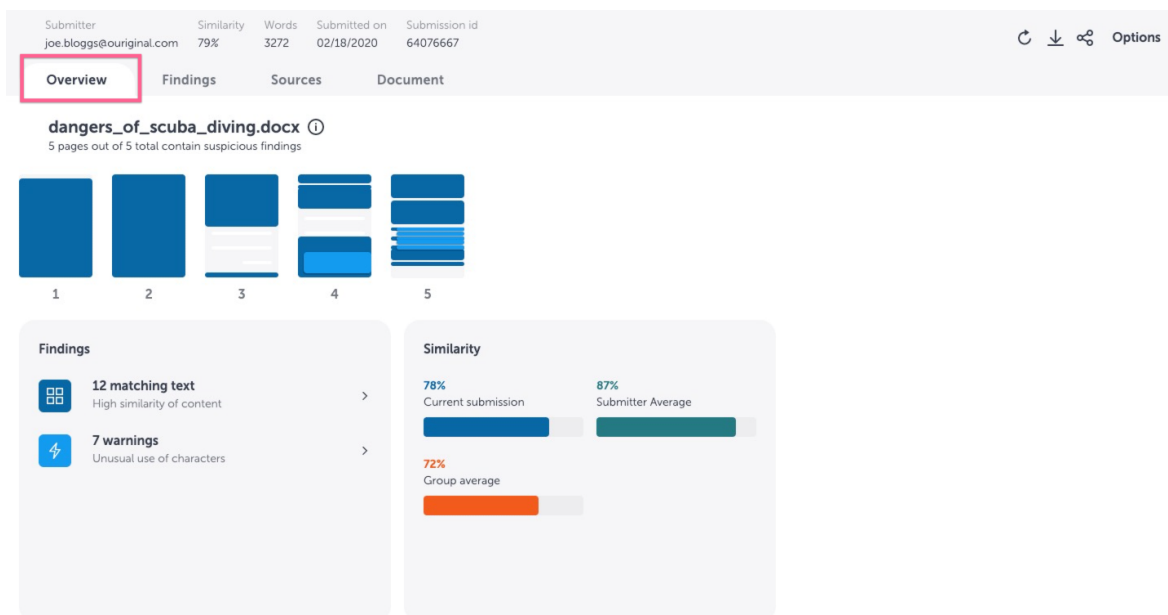 Submitter Similarity Words Submitted on Submission id
joe.bloggs@ouriginal.com 79% 3272 02/18/2020 64076667
Options
Overview Findings Sources Document
dangers_of_scuba_diving.docx
5 pages out of 5 total contain suspicious findings
1 2 3 4 5
Findings
12 matching text
High similarity of content
7 warnings
Unusual use of characters
Similarity
78% 87%
Current submission Submitter Average
72%
Group average